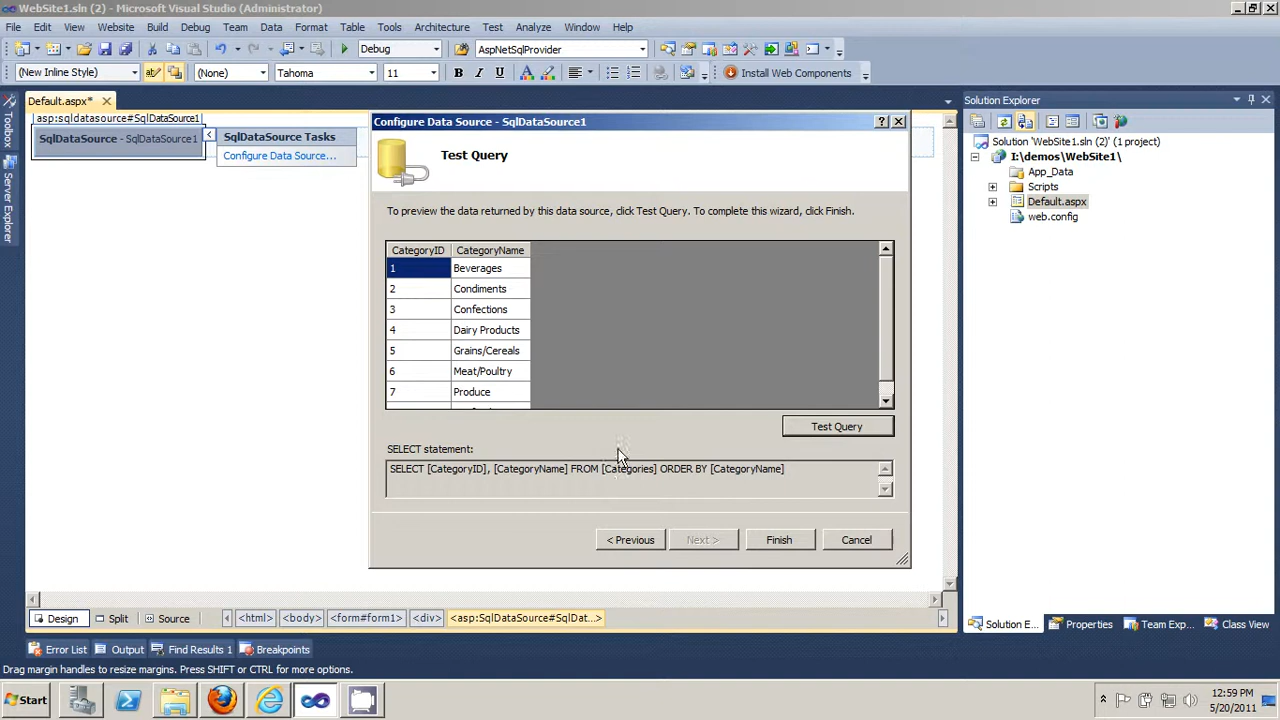 WebSite1.sln (2) - Microsoft Visual Studio (Administrator)
File Edit View Website Build Debug Team Data Format Table Tools Architecture Test Analyze Window Help
Debug AspNetSqlProvider
(New Inline Style) (None) Tahoma 11 B I U A Install Web Components
Default.aspx*
Toolbox
Server Explorer
asp:sqldatasource#SqlDataSource1
SqlDataSource - SqlDataSource1
SqlDataSource Tasks
Configure Data Source...
Configure Data Source - SqlDataSource1
Test Query
To preview the data returned by this data source, click Test Query. To complete this wizard, click Finish.
CategoryID CategoryName
1 Beverages
2 Condiments
3 Confections
4 Dairy Products
5 Grains/Cereals
6 Meat/Poultry
7 Produce
Test Query
SELECT statement:
SELECT [CategoryID], [CategoryName] FROM [Categories] ORDER BY [CategoryName]
< Previous Next > Finish Cancel
Solution Explorer
Solution 'WebSite1.sln (2)' (1 project)
I:\demos\WebSite1\
App_Data
Scripts
Default.aspx
web.config
Design Split Source <html> <body> <form#form1> <div> <asp:SqlDataSource#SqlDat...>
Solution E... Properties Team Exp... Class View
Error List Output Find Results 1 Breakpoints
Drag margin handles to resize margins. Press SHIFT or CTRL for more options.
Start
12:59 PM
5/20/2011